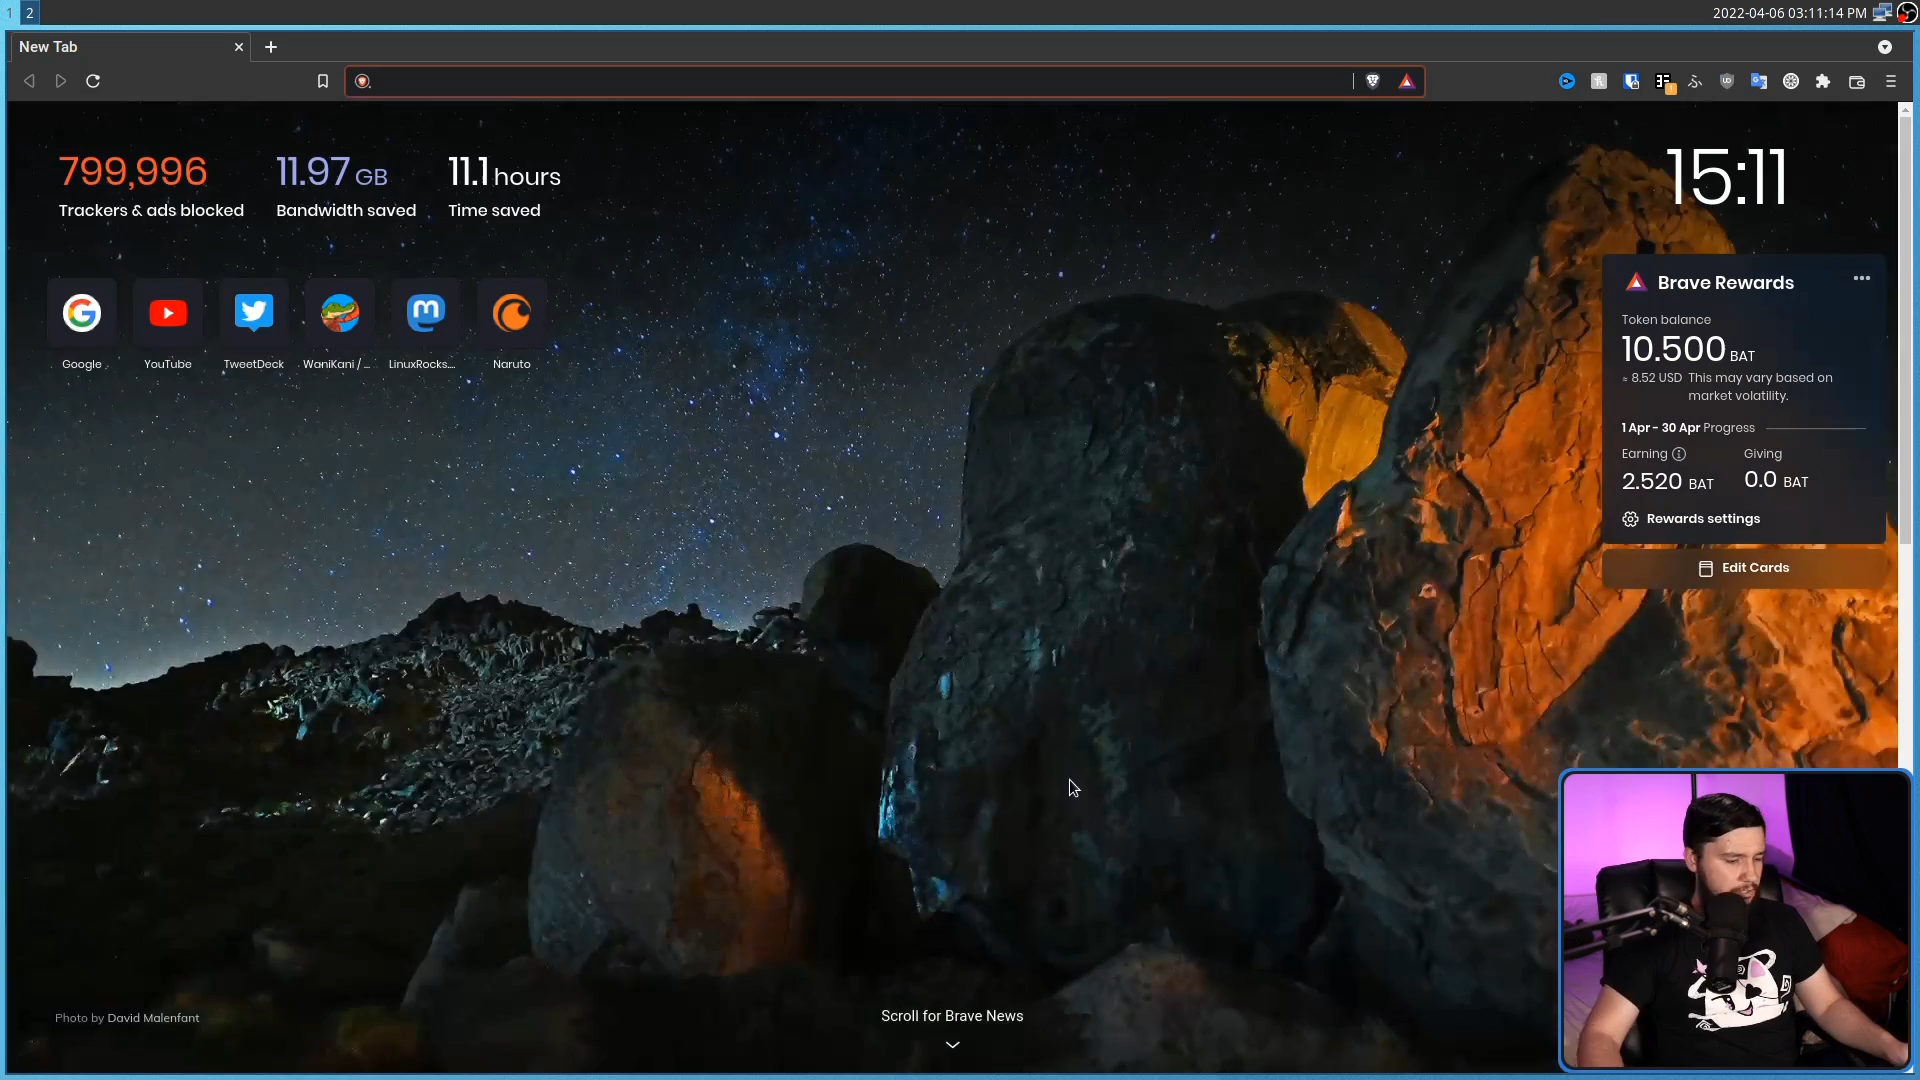 1 2
2022-04-06 03:11:14 PM
New Tab
799,996
Trackers & ads blocked
11.97 GB
Bandwidth saved
11.1 hours
Time saved
15:11
Google
YouTube
TweetDeck
WaniKani / ...
LinuxRocks....
Naruto
Brave Rewards
Token balance
10.500 BAT
≈ 8.52 USD This may vary based on
market volatility.
1 Apr - 30 Apr Progress
Earning
Giving
2.520 BAT
0.0 BAT
Rewards settings
Edit Cards
Photo by David Malenfant
Scroll for Brave News